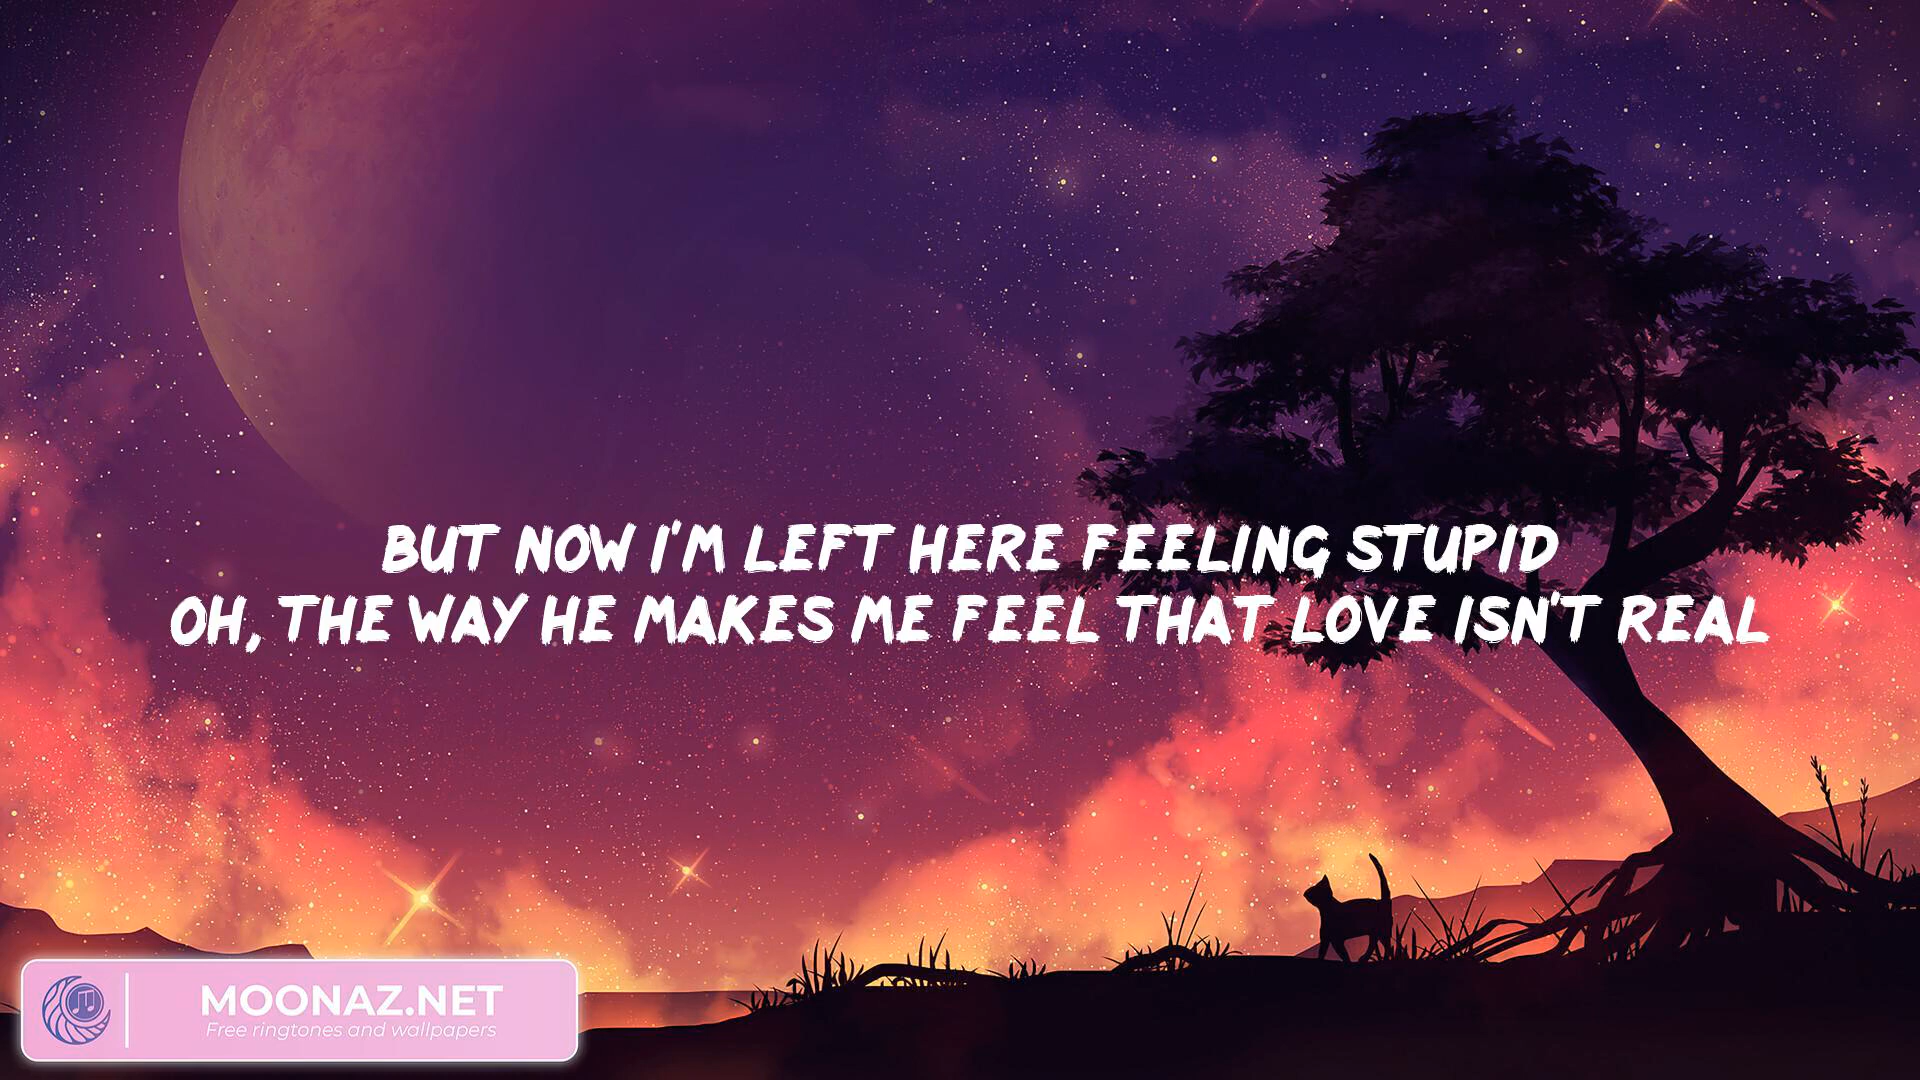 BUT NOW I'M LEFT HERE FEELING STUPID
OH, THE WAY HE MAKES ME FEEL THAT LOVE ISN'T REAL
MOONAZ.NET
Free ringtones and wallpapers